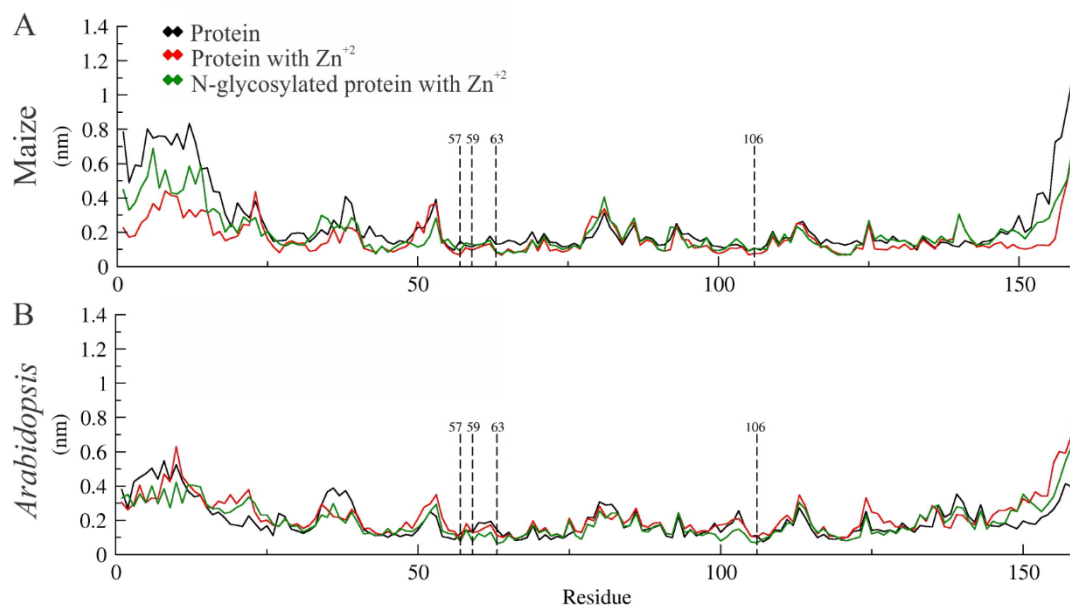 A
Maize
(nm)
1.4
1.2
1
0.8
0.6
0.4
0.2
0
Protein
Protein with Zn+2
N-glycosylated protein with Zn+2
57 59 63 106
0 50 100 150
B
Arabidopsis
(nm)
1.4
1.2
1
0.8
0.6
0.4
0.2
0
57 59 63 106
0 50 100 150
Residue